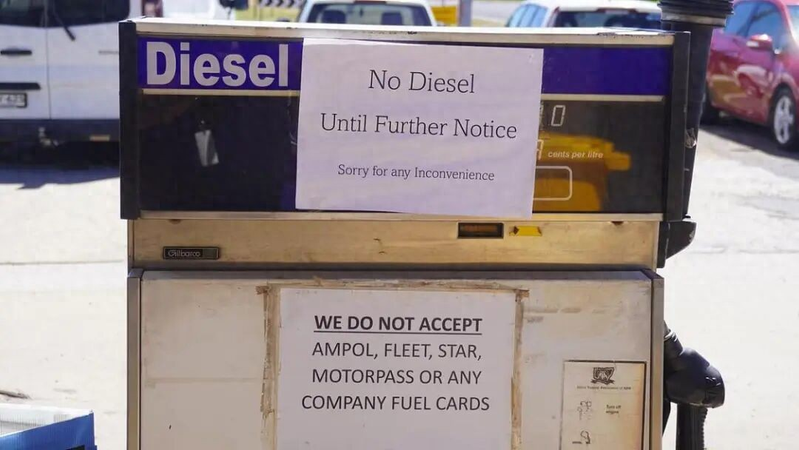 Diesel
No Diesel
Until Further Notice
Sorry for any Inconvenience
0
cents per litre
Gilbarco
WE DO NOT ACCEPT
AMPOL, FLEET, STAR,
MOTORPASS OR ANY
COMPANY FUEL CARDS